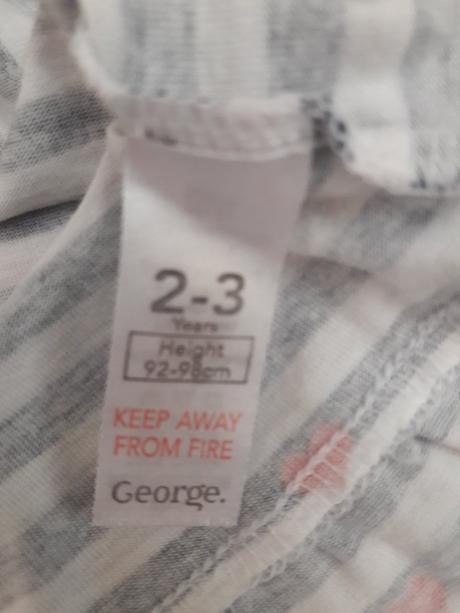 2-3
Years
Height
92-98cm
KEEP AWAY
FROM FIRE
George.